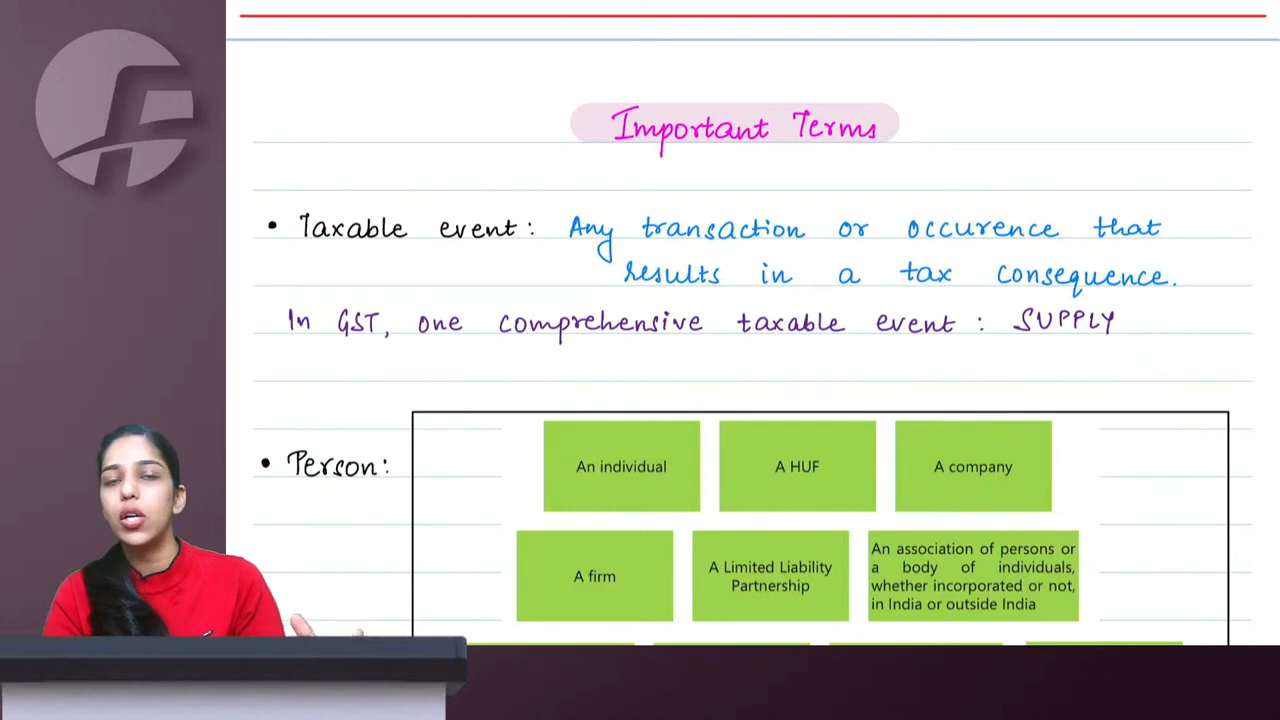 Important Terms
• Taxable event: Any transaction or occurence that
results in a tax consequence.
In GST, one comprehensive taxable event : SUPPLY
• Person:
An individual
A HUF
A company
A firm
A Limited Liability
Partnership
An association of persons or
a body of individuals,
whether incorporated or not,
in India or outside India